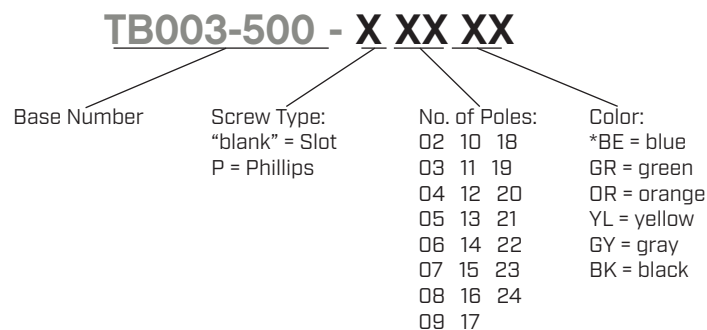 TB003-500 - X XX XX
Base Number Screw Type: No. of Poles: Color:
"blank" = Slot 02 10 18 *BE = blue
P = Phillips 03 11 19 GR = green
04 12 20 OR = orange
05 13 21 YL = yellow
06 14 22 GY = gray
07 15 23 BK = black
08 16 24
09 17